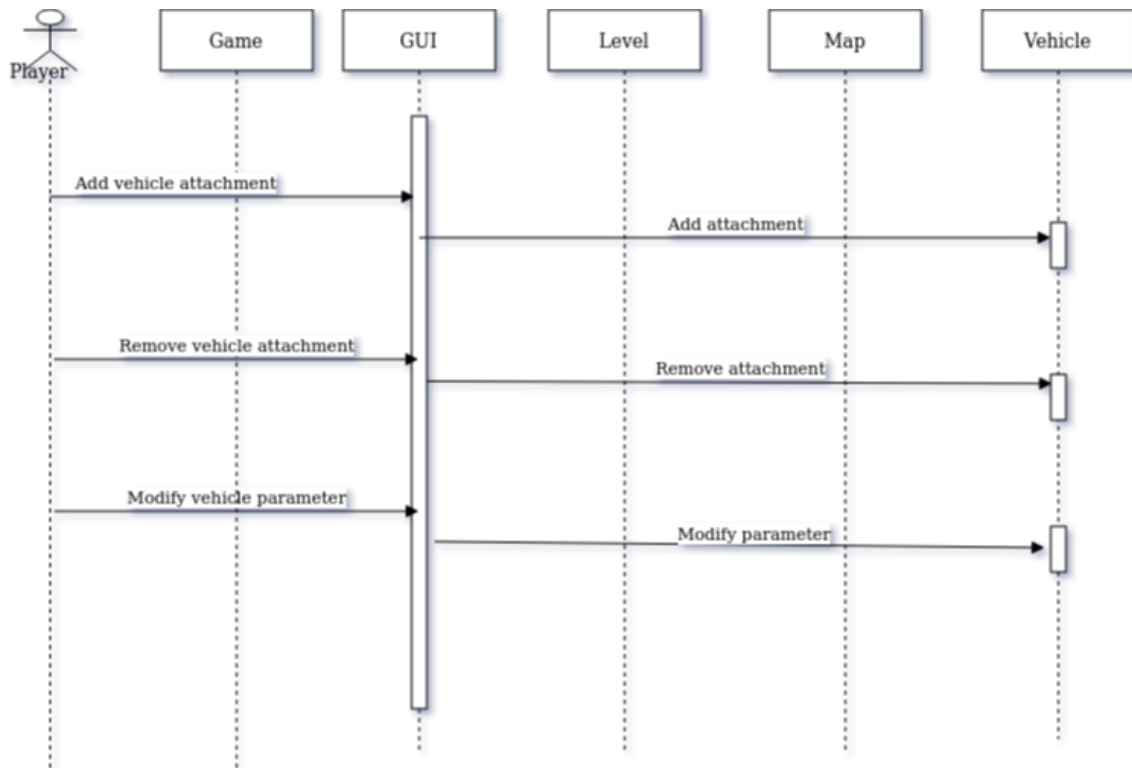 Player
Game
GUI
Level
Map
Vehicle
Add vehicle attachment
Add attachment
Remove vehicle attachment
Remove attachment
Modify vehicle parameter
Modify parameter